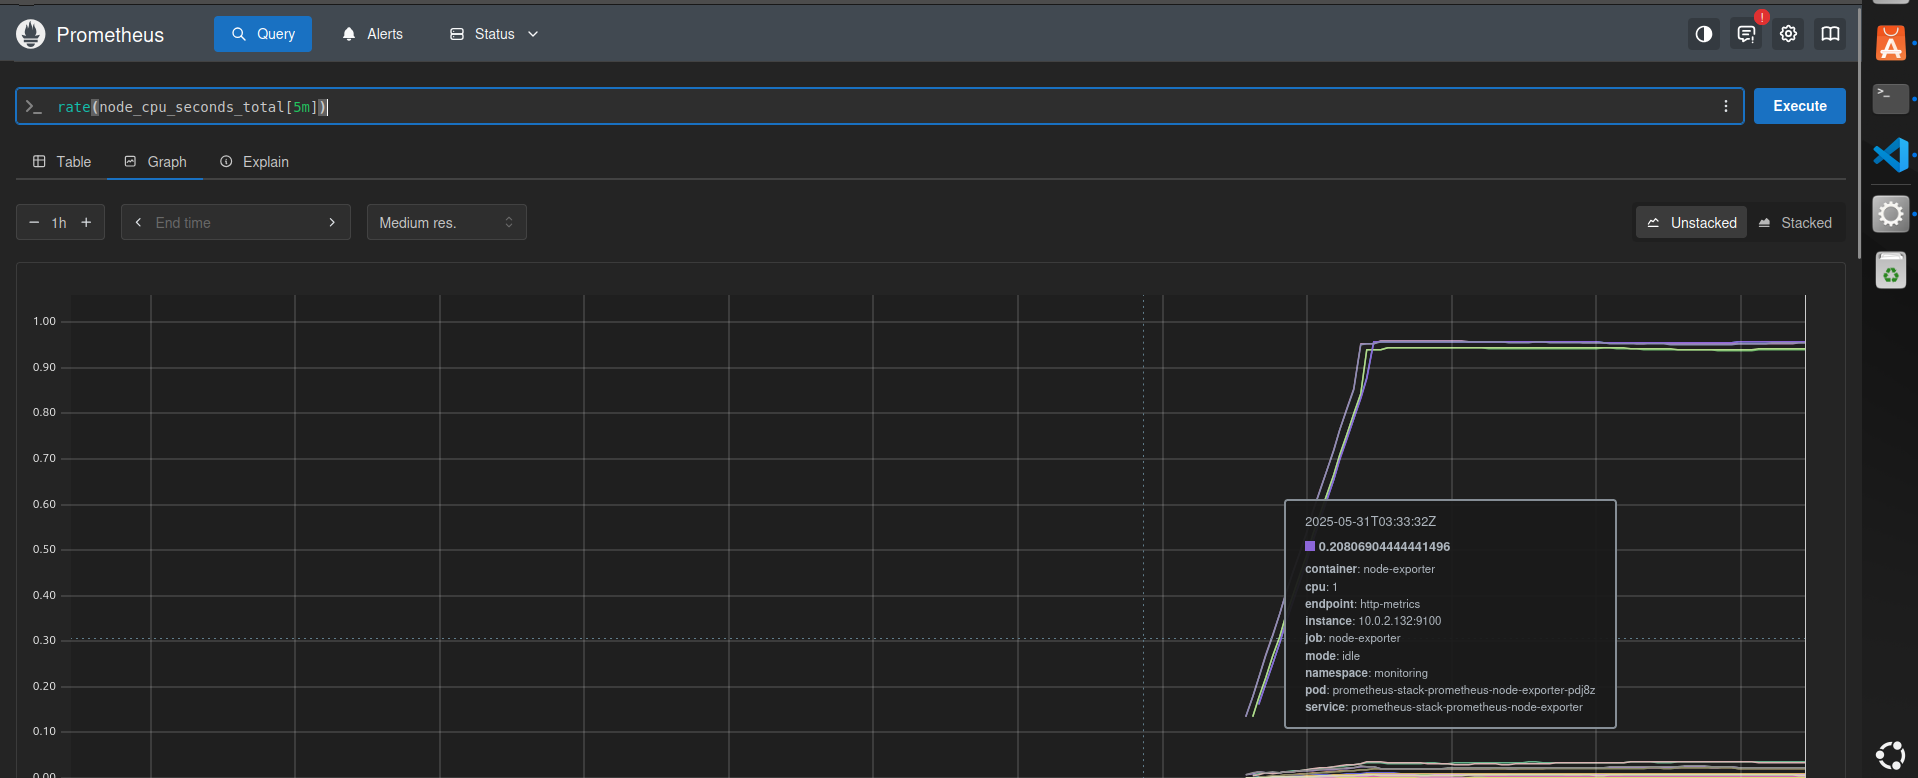 Prometheus
Query
Alerts
Status
!
>_ rate(node_cpu_seconds_total[5m])
Execute
Table
Graph
Explain
1h
End time
Medium res.
Unstacked
Stacked
1.00
0.90
0.80
0.70
0.60
0.50
0.40
0.30
0.20
0.10
0.00
2025-05-31T03:33:32Z
0.20806904444441496
container: node-exporter
cpu: 1
endpoint: http-metrics
instance: 10.0.2.132:9100
job: node-exporter
mode: idle
namespace: monitoring
pod: prometheus-stack-prometheus-node-exporter-pdj8z
service: prometheus-stack-prometheus-node-exporter